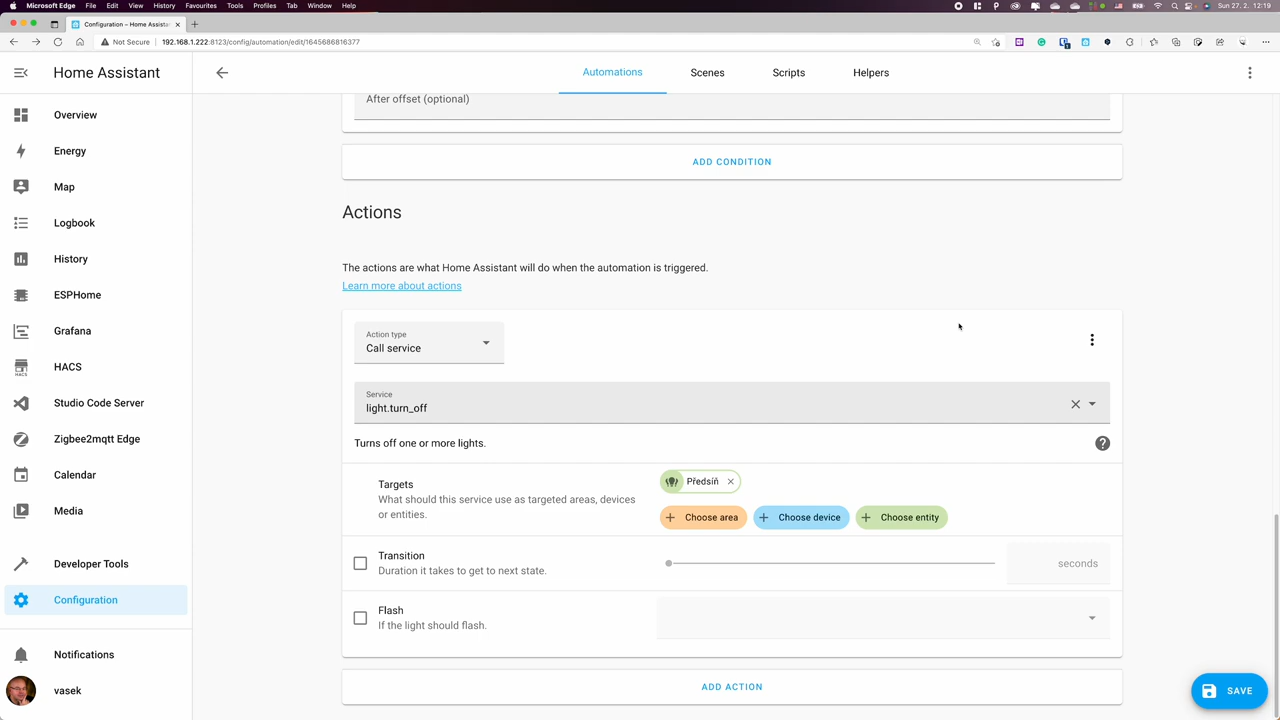 Microsoft Edge File Edit View History Favourites Tools Profiles Tab Window Help
Sun 27. 2. 12:19
Configuration – Home Assistan
Not Secure 192.168.1.222:8123/config/automation/edit/1645686816377
Home Assistant
Automations
Scenes
Scripts
Helpers
Overview
Energy
Map
Logbook
History
ESPHome
Grafana
HACS
HACS
Studio Code Server
Zigbee2mqtt Edge
Calendar
Media
Developer Tools
Configuration
Notifications
vasek
After offset (optional)
ADD CONDITION
Actions
The actions are what Home Assistant will do when the automation is triggered.
Learn more about actions
Action type
Call service
Service
light.turn_off
Turns off one or more lights.
Targets
What should this service use as targeted areas, devices
or entities.
Předsíň
Choose area
Choose device
Choose entity
Transition
Duration it takes to get to next state.
seconds
Flash
If the light should flash.
ADD ACTION
SAVE